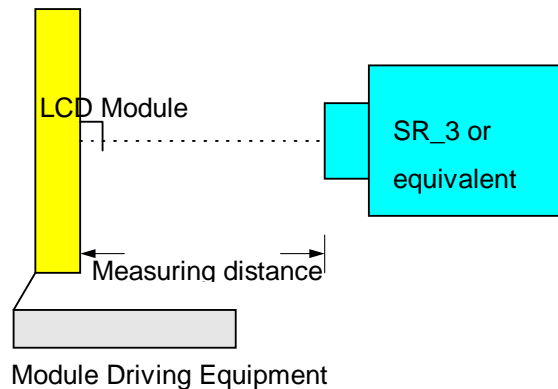 LCD Module
SR_3 or
equivalent
Measuring distance
Module Driving Equipment